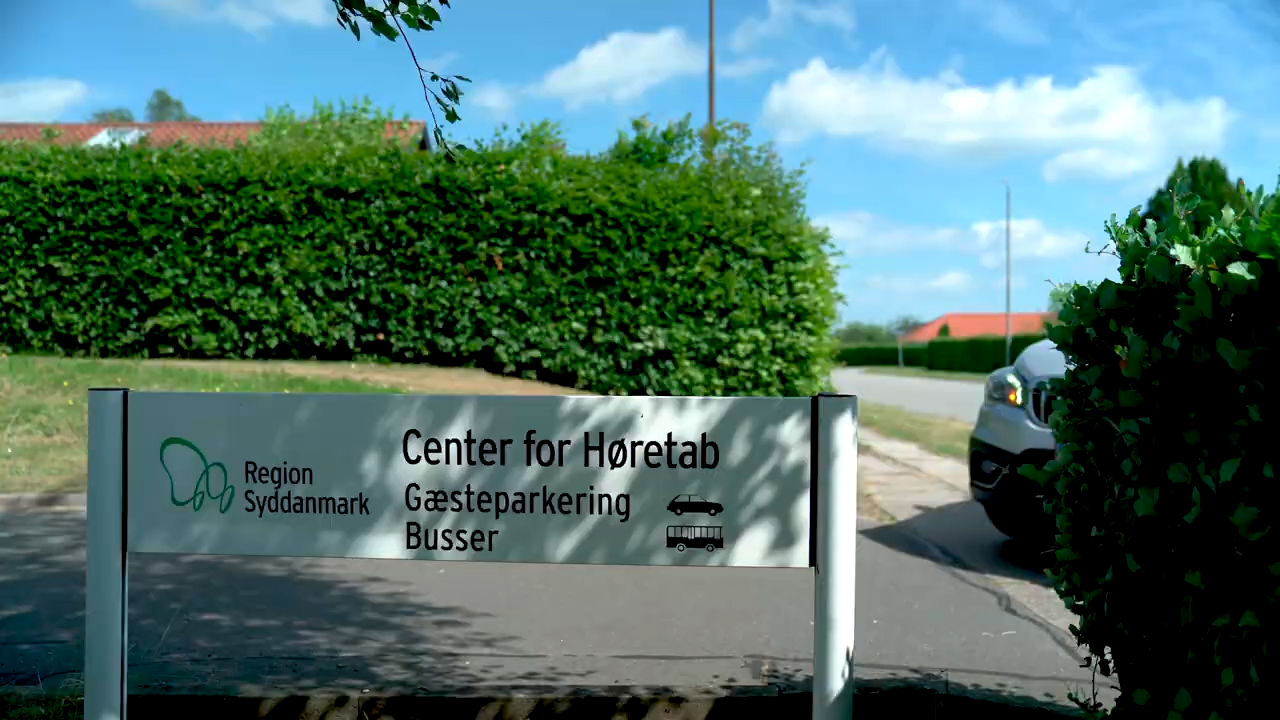 Region
Syddanmark
Center for Høretab
Gæsteparkering
Busser